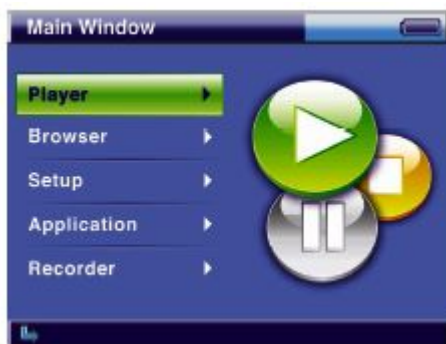 Main Window
Player
Browser
Setup
Application
Recorder